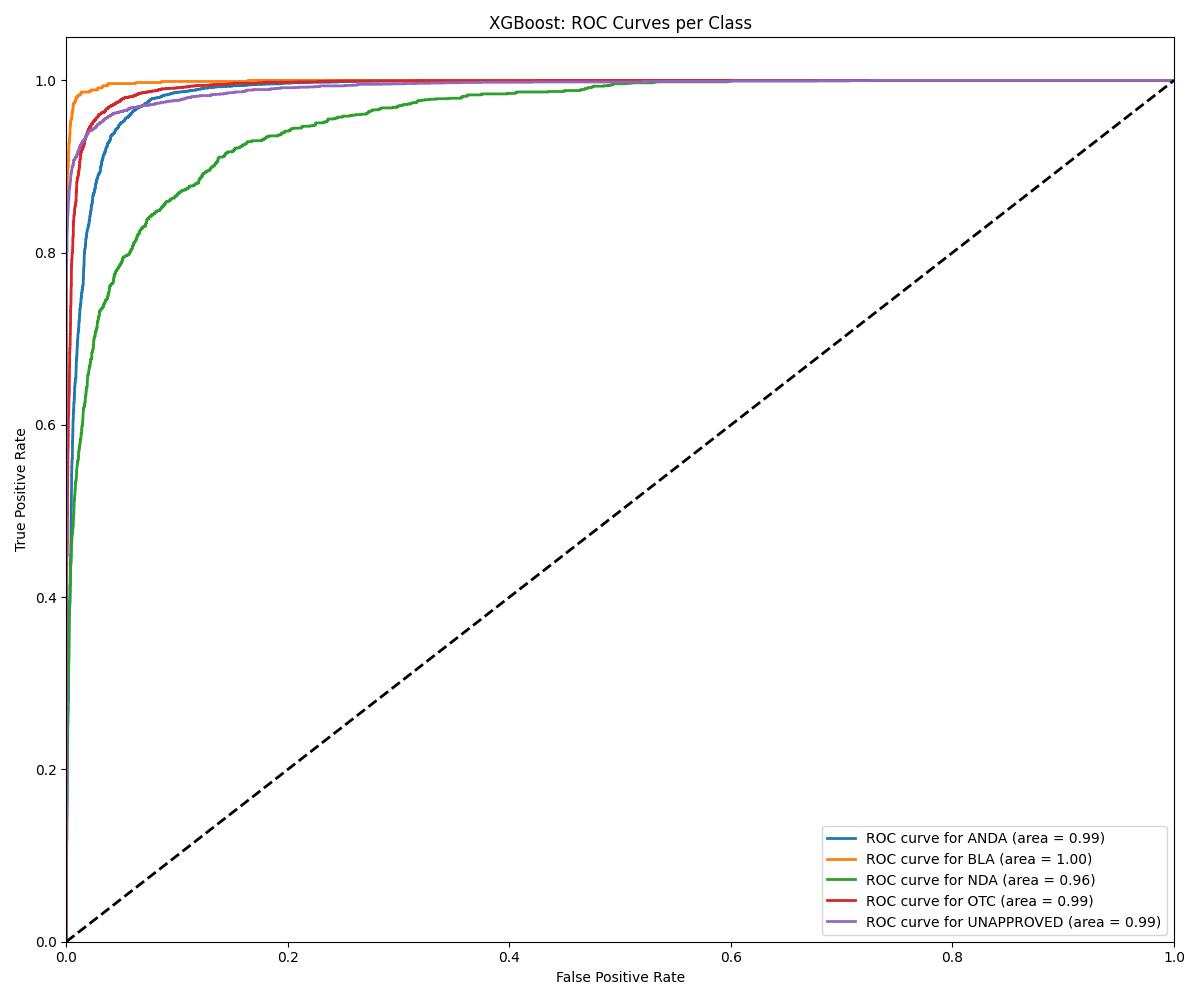 XGBoost: ROC Curves per Class
True Positive Rate
1.0
0.8
0.6
0.4
0.2
0.0
ROC curve for ANDA (area = 0.99)
ROC curve for BLA (area = 1.00)
ROC curve for NDA (area = 0.96)
ROC curve for OTC (area = 0.99)
ROC curve for UNAPPROVED (area = 0.99)
0.0 0.2 0.4 0.6 0.8 1.0
False Positive Rate